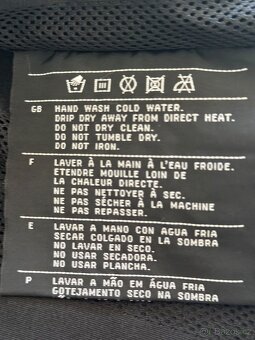 GB HAND WASH COLD WATER.
DRIP DRY AWAY FROM DIRECT HEAT.
DO NOT DRY CLEAN.
DO NOT TUMBLE DRY.
DO NOT IRON.
F LAVER À LA MAIN À L'EAU FROIDE.
ETENDRE MOUILLE LOIN DE
LA CHALEUR DIRECTE.
NE PAS NETTOYER À SEC.
NE PAS SÉCHER À LA MACHINE
NE PAS REPASSER.
E LAVAR A MANO CON AGUA FRIA
SECAR COLGADO EN LA SOMBRA
NO LAVAR EN SECO.
NO USAR SECADORA.
NO USAR PLANCHA.
P LAVAR A MÃO EM ÁGUA FRIA
GOTEJAMENTO SECO NA SOMBRA